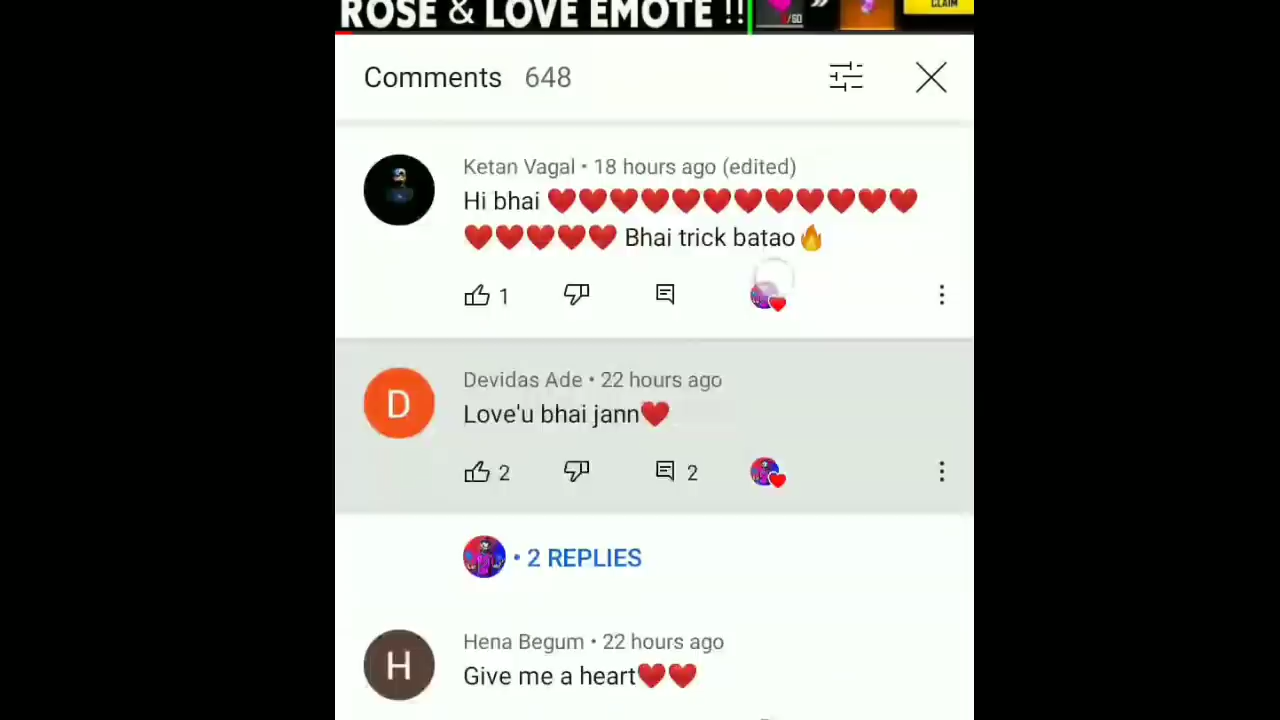 ROSE & LOVE EMOTE !!
/60
CLAIM
Comments 648
Ketan Vagal • 18 hours ago (edited)
Hi bhai ❤️❤️❤️❤️❤️❤️❤️❤️❤️❤️❤️❤️
❤️❤️❤️❤️❤️ Bhai trick batao🔥
1
Devidas Ade • 22 hours ago
D
Love'u bhai jann❤️
2 2
• 2 REPLIES
Hena Begum • 22 hours ago
H
Give me a heart❤️❤️